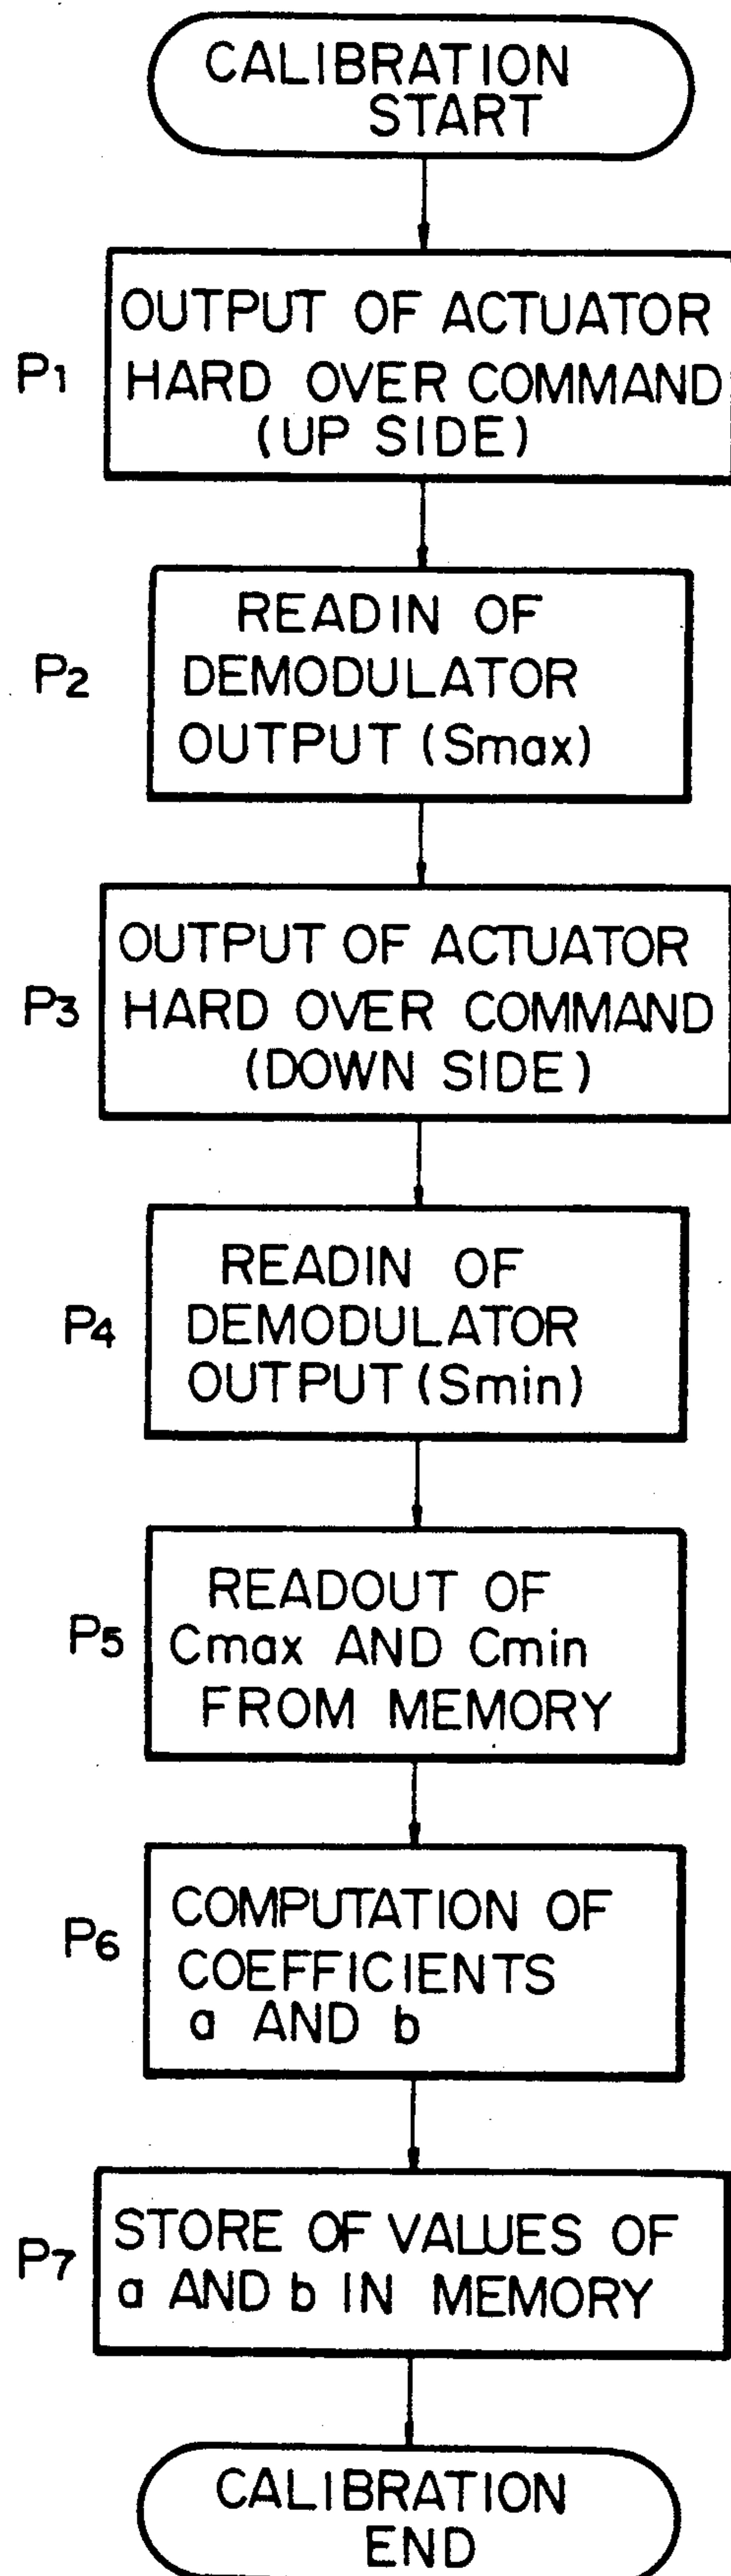 CALIBRATION
START
P1
OUTPUT OF ACTUATOR
HARD OVER COMMAND
(UP SIDE)
P2
READIN OF
DEMODULATOR
OUTPUT (Smax)
P3
OUTPUT OF ACTUATOR
HARD OVER COMMAND
(DOWN SIDE)
P4
READIN OF
DEMODULATOR
OUTPUT (Smin)
P5
READOUT OF
Cmax AND Cmin
FROM MEMORY
P6
COMPUTATION OF
COEFFICIENTS
a AND b
P7
STORE OF VALUES OF
a AND b IN MEMORY
CALIBRATION
END